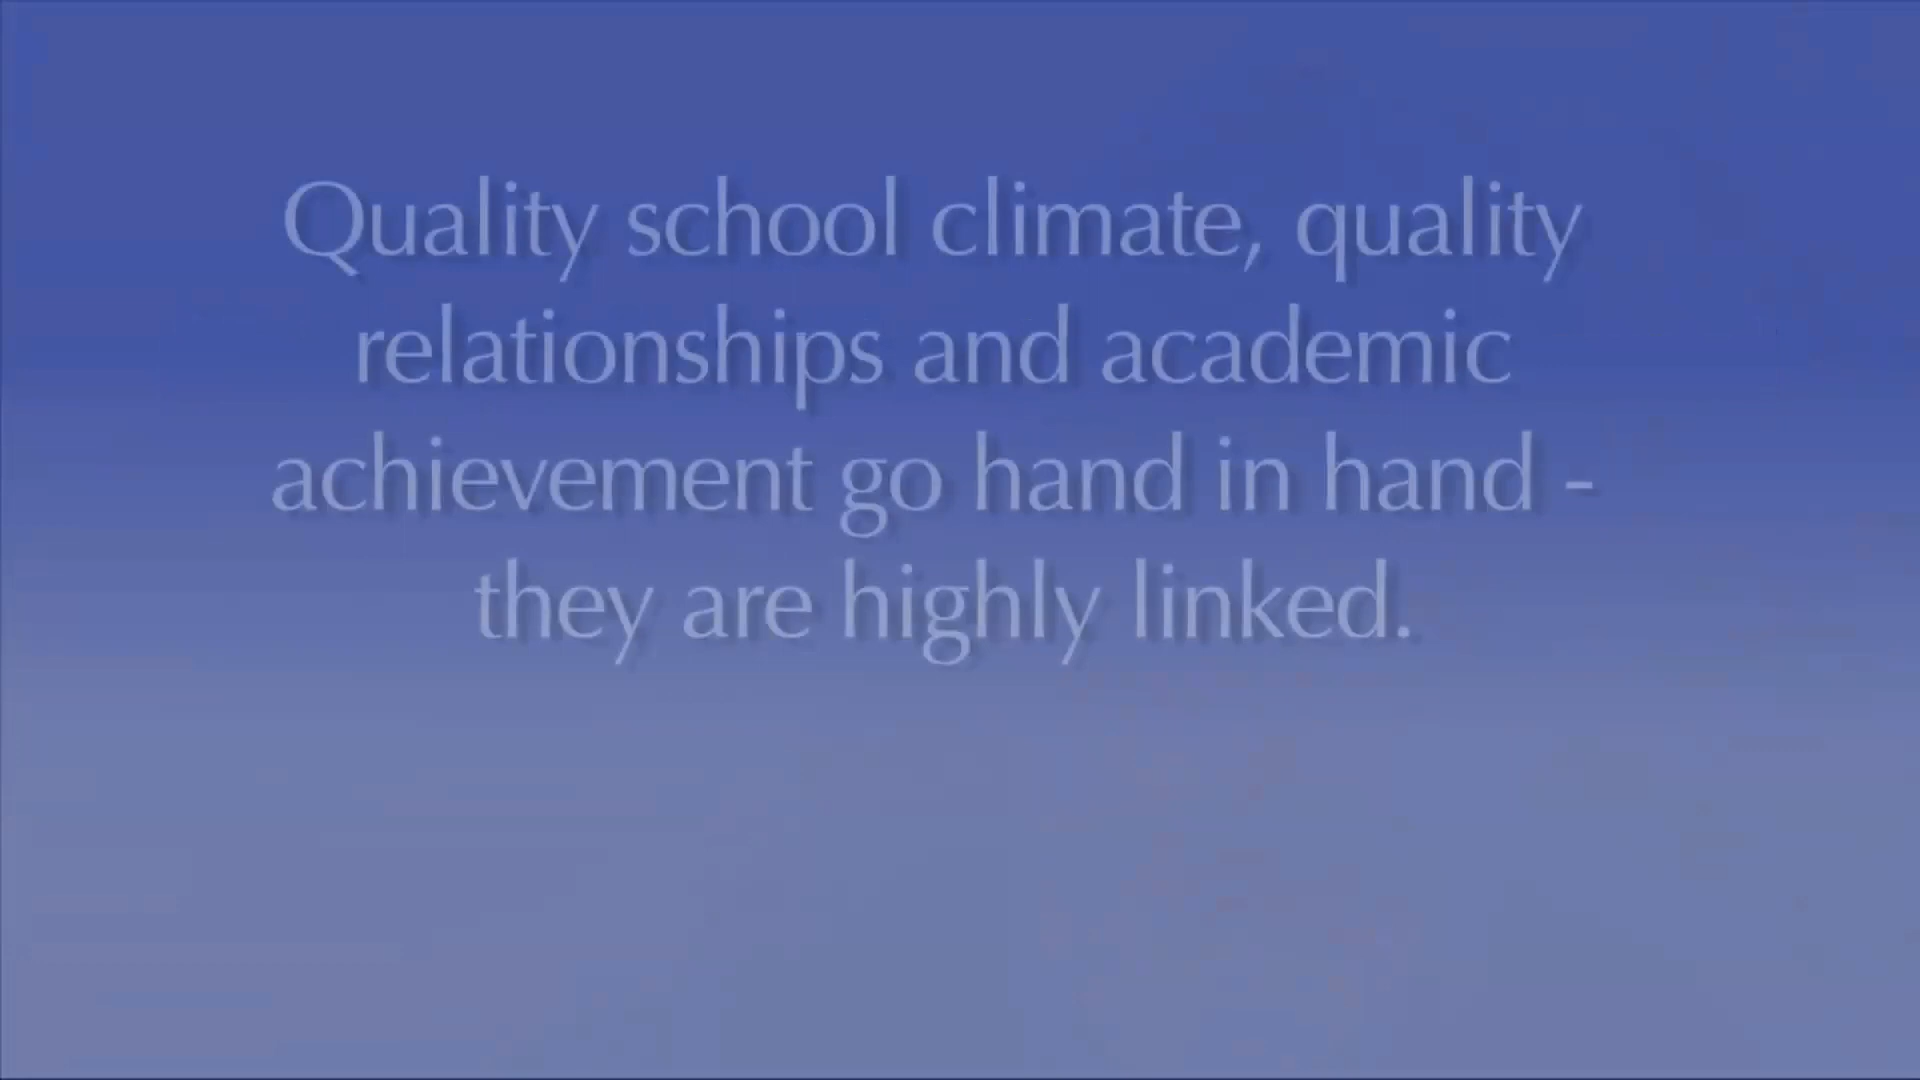 Quality school climate, quality
relationships and academic
achievement go hand in hand -
they are highly linked.